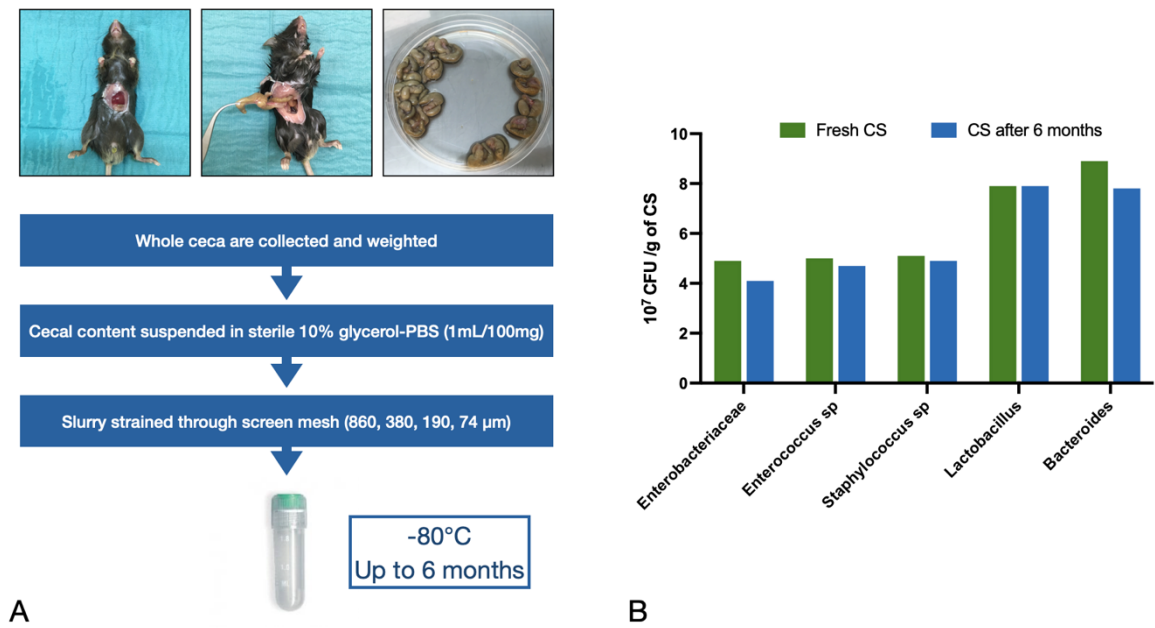 Whole ceca are collected and weighted
Cecal content suspended in sterile 10% glycerol-PBS (1mL/100mg)
Slurry strained through screen mesh (860, 380, 190, 74 µm)
-80°C
Up to 6 months
A
Fresh CS
CS after 6 months
10⁷ CFU /g of CS
10
8
6
4
2
0
Enterobacteriaceae
Enterococcus sp
Staphylococcus sp
Lactobacillus
Bacteroides
B